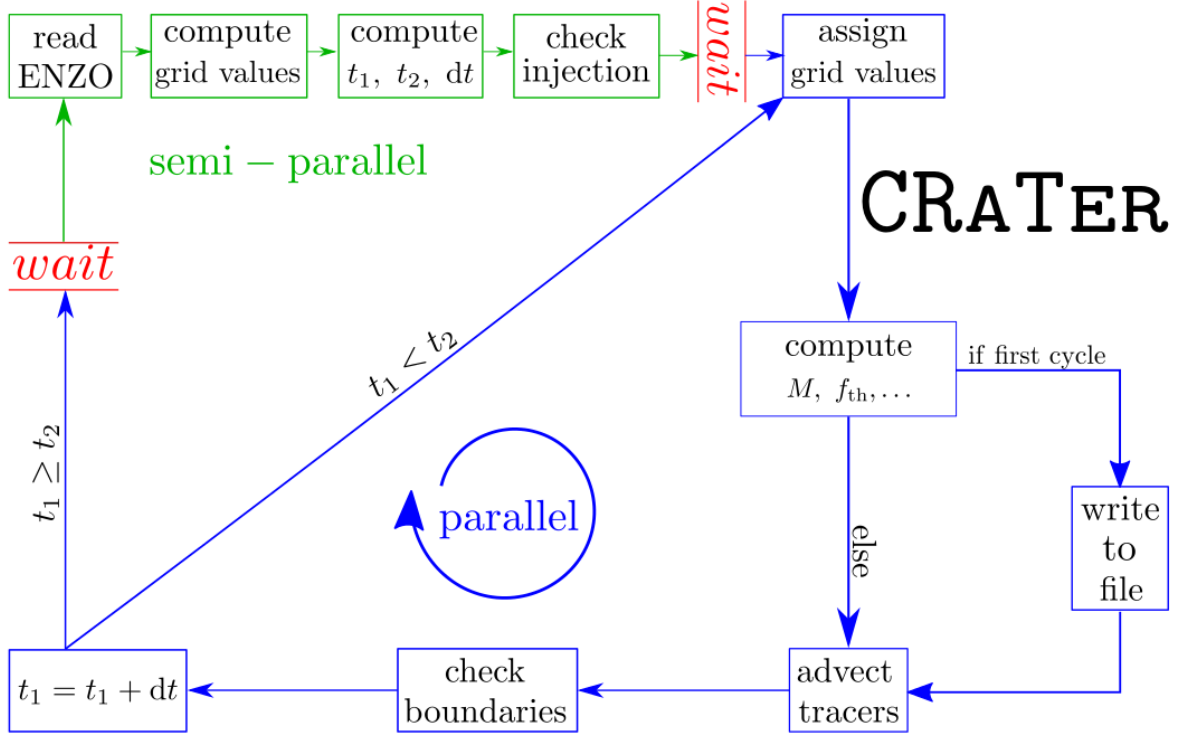 read
ENZO
compute
grid values
compute
t₁, t₂, dt
check
injection
wait
assign
grid values
semi − parallel
CRaTer
wait
t₁ < t₂
compute
M, f_th, …
if first cycle
t₁ ≥ t₂
parallel
else
write
to
file
t₁ = t₁ + dt
check
boundaries
advect
tracers